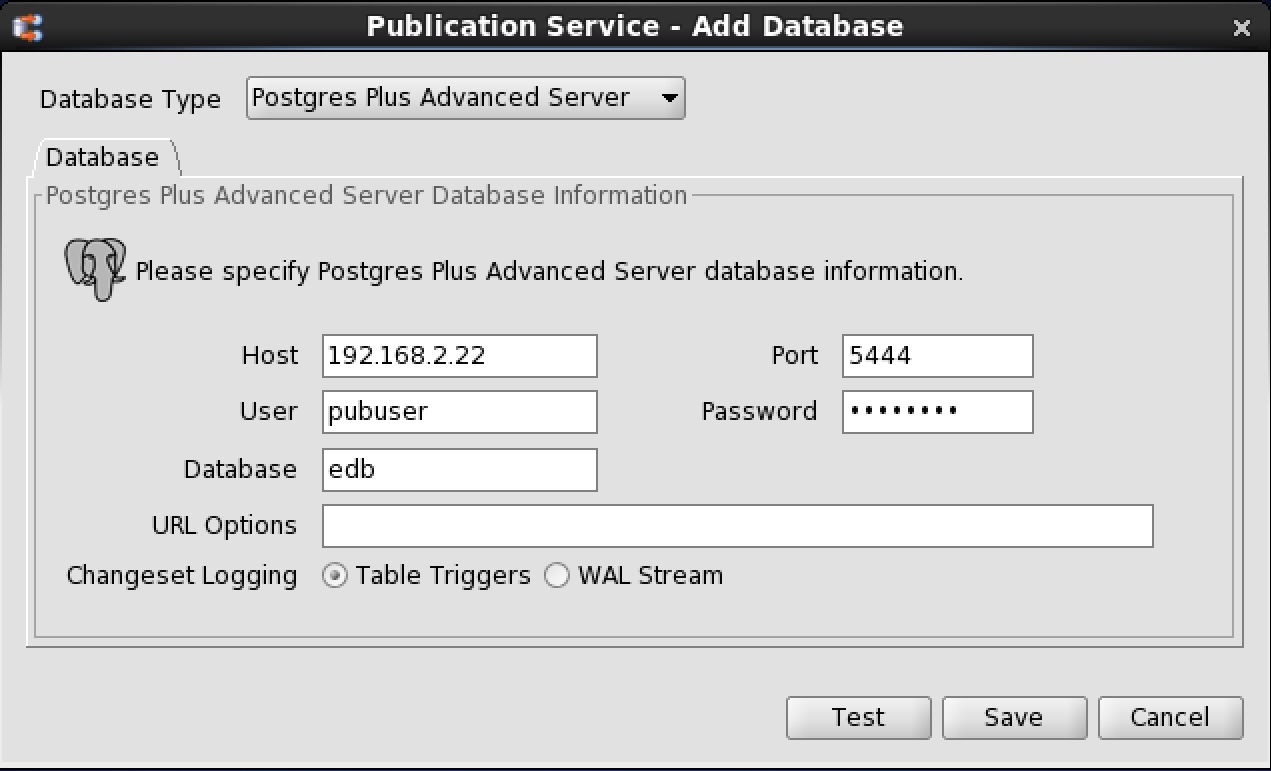 Publication Service - Add Database
Database Type Postgres Plus Advanced Server
Database
Postgres Plus Advanced Server Database Information
Please specify Postgres Plus Advanced Server database information.
Host 192.168.2.22 Port 5444
User pubuser Password ••••••••
Database edb
URL Options
Changeset Logging Table Triggers WAL Stream
Test Save Cancel